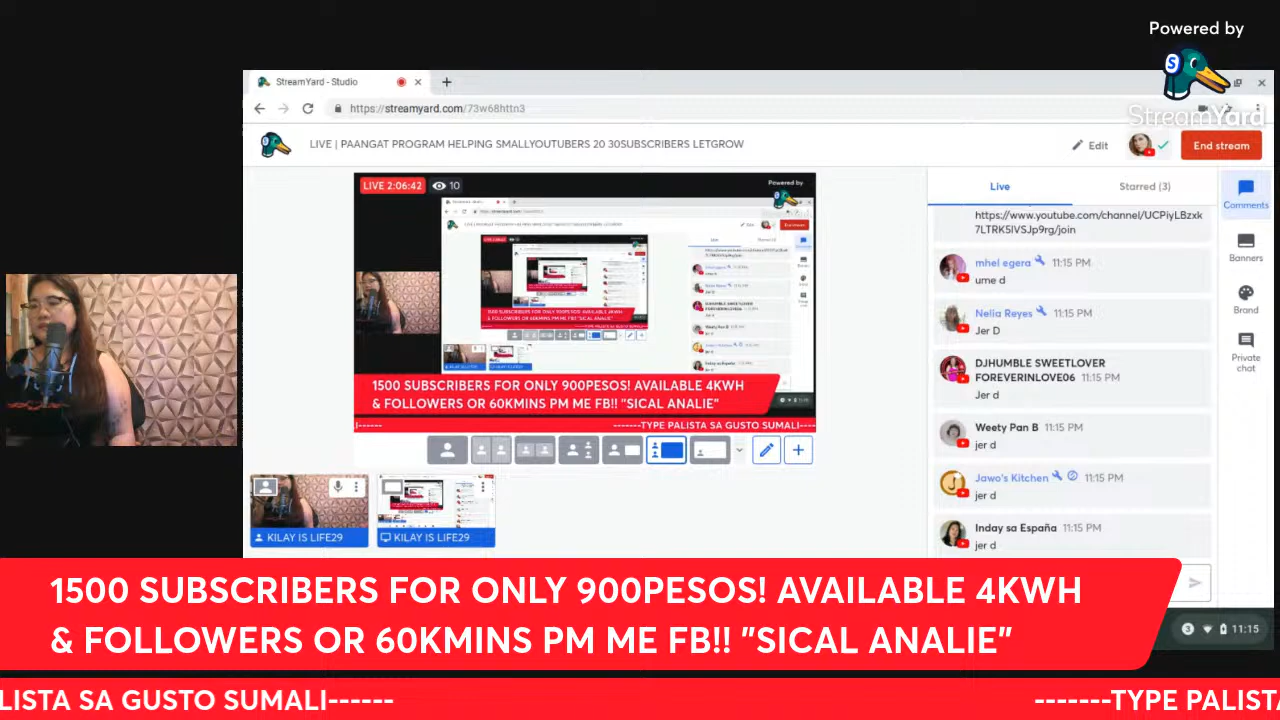 Powered by
StreamYard
StreamYard - Studio
https://streamyard.com/73w68httn3
LIVE | PAANGAT PROGRAM HELPING SMALLYOUTUBERS 20 30SUBSCRIBERS LETGROW
Edit
End stream
LIVE 2:06:42
10
Powered by
1500 SUBSCRIBERS FOR ONLY 900PESOS! AVAILABLE 4KWH
& FOLLOWERS OR 60KMINS PM ME FB!! "SICAL ANALIE"
-------TYPE PALISTA SA GUSTO SUMALI----
KILAY IS LIFE29
KILAY IS LIFE29
Live
Starred (3)
https://www.youtube.com/channel/UCPiyLBzxk
7LTRK5IVSJp9rg/join
mhel egera 11:15 PM
ume d
Nelia Reyes 11:15 PM
Jer D
DJHUMBLE SWEETLOVER
FOREVERINLOVE06 11:15 PM
Jer d
Weety Pan B 11:15 PM
jer d
Jawo's Kitchen 11:15 PM
jer d
Inday sa España 11:15 PM
jer d
Comments
Banners
Brand
Private
chat
3
11:15
1500 SUBSCRIBERS FOR ONLY 900PESOS! AVAILABLE 4KWH
& FOLLOWERS OR 60KMINS PM ME FB!! "SICAL ANALIE"
LISTA SA GUSTO SUMALI------
-------TYPE PALISTA